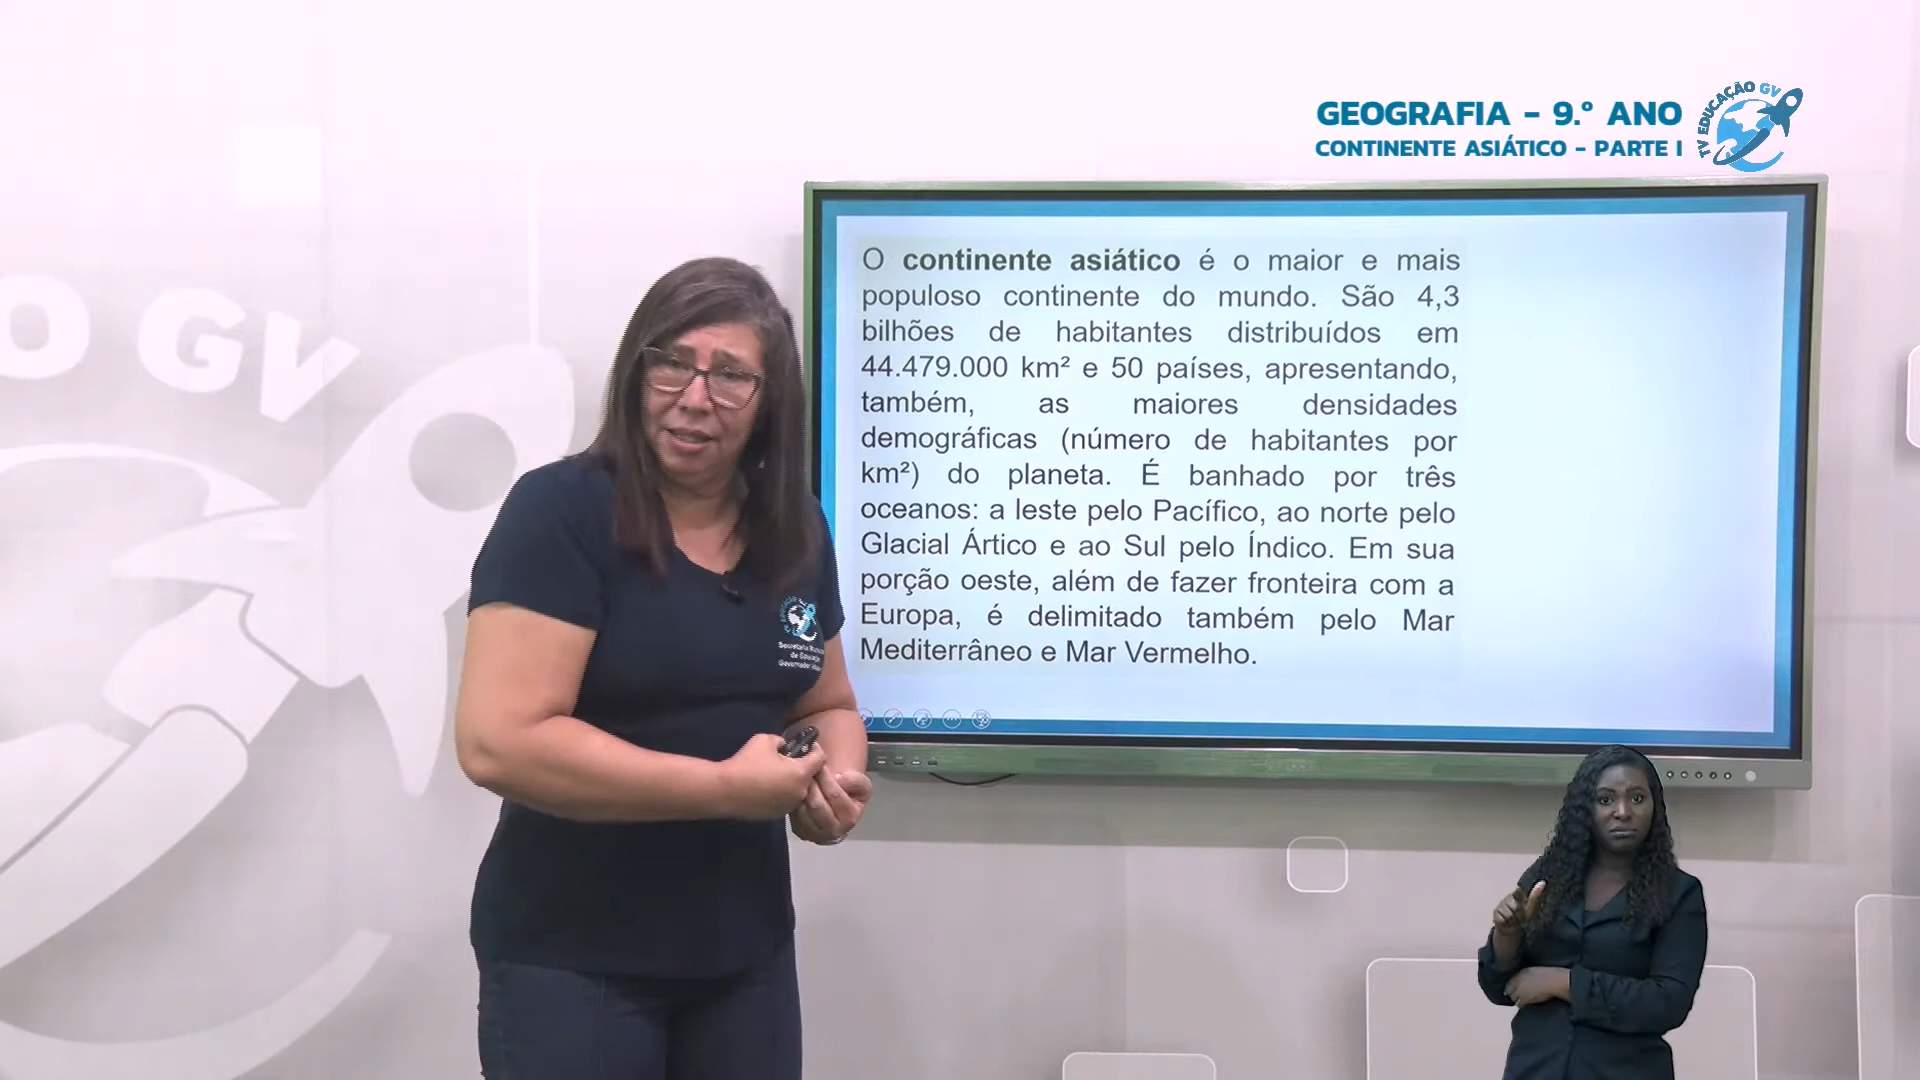 GEOGRAFIA - 9.º ANO
CONTINENTE ASIÁTICO - PARTE I
TV EDUCAÇÃO GV
O GV
O continente asiático é o maior e mais
populoso continente do mundo. São 4,3
bilhões de habitantes distribuídos em
44.479.000 km² e 50 países, apresentando,
também, as maiores densidades
demográficas (número de habitantes por
km²) do planeta. É banhado por três
oceanos: a leste pelo Pacífico, ao norte pelo
Glacial Ártico e ao Sul pelo Índico. Em sua
porção oeste, além de fazer fronteira com a
Europa, é delimitado também pelo Mar
Mediterrâneo e Mar Vermelho.
Secretaria
de Educação
Governador